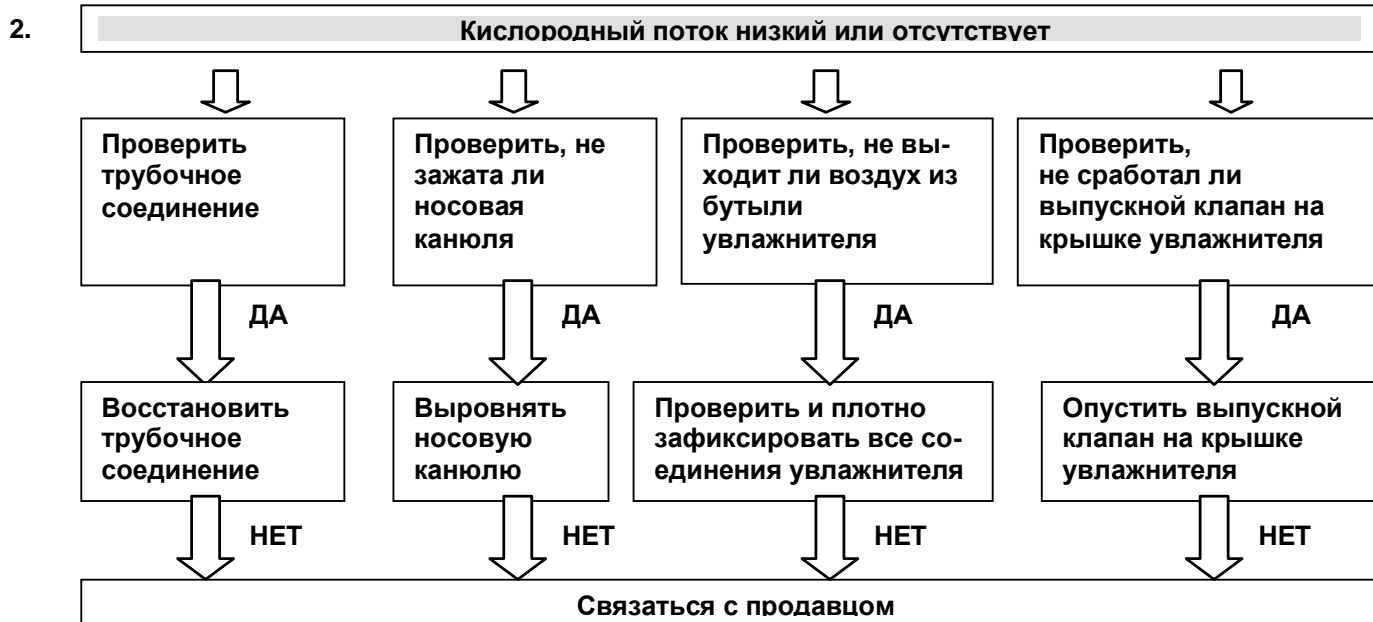 2.
Кислородный поток низкий или отсутствует
Проверить
трубочное
соединение
Проверить, не
зажата ли
носовая
канюля
Проверить, не вы-
ходит ли воздух из
бутыли
увлажнителя
Проверить,
не сработал ли
выпускной клапан на
крышке увлажнителя
ДА
ДА
ДА
ДА
Восстановить
трубочное
соединение
Выровнять
носовую
канюлю
Проверить и плотно
зафиксировать все со-
единения увлажнителя
Опустить выпускной
клапан на крышке
увлажнителя
НЕТ
НЕТ
НЕТ
НЕТ
Связаться с продавцом